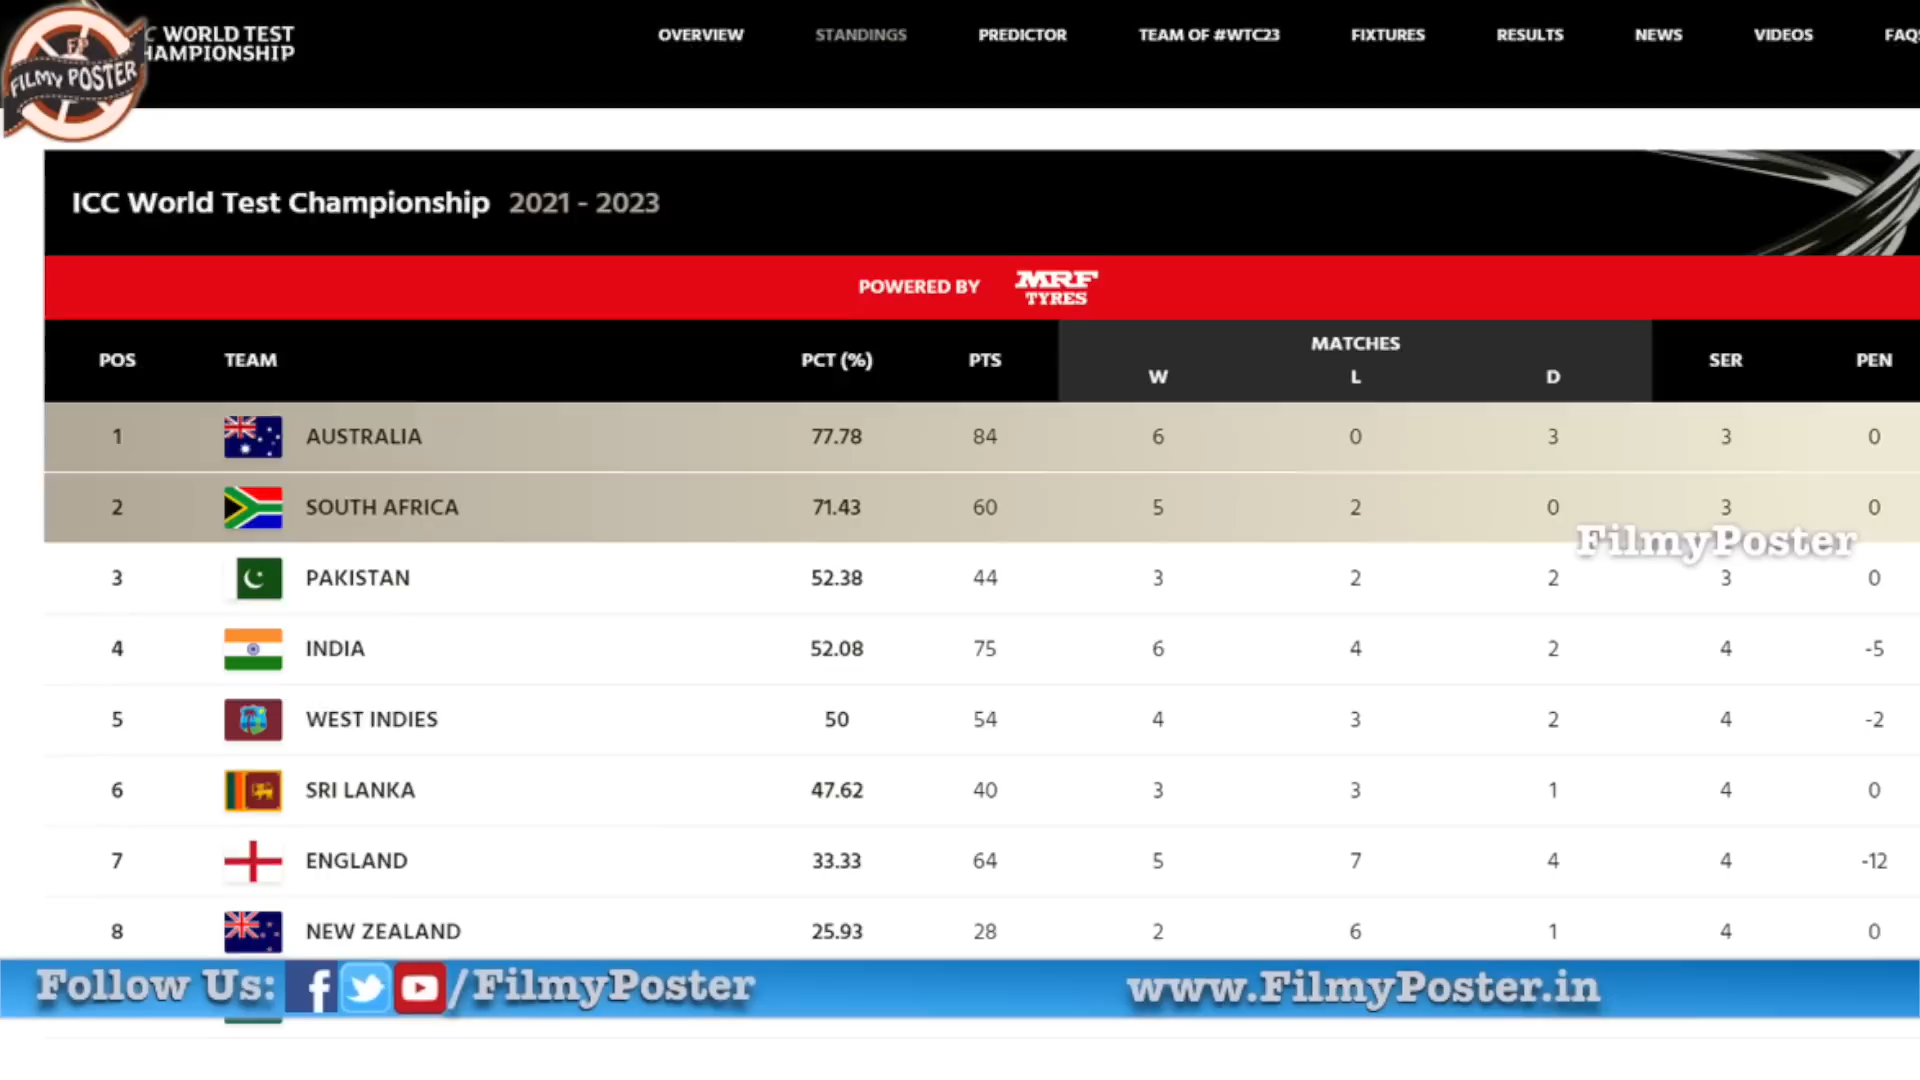 C WORLD TEST
HAMPIONSHIP
FP
FILMY POSTER
OVERVIEW STANDINGS PREDICTOR TEAM OF #WTC23 FIXTURES RESULTS NEWS VIDEOS FAQS
ICC World Test Championship 2021 - 2023
POWERED BY MRF TYRES
POS TEAM PCT (%) PTS MATCHES W L D SER PEN
1 AUSTRALIA 77.78 84 6 0 3 3 0
2 SOUTH AFRICA 71.43 60 5 2 0 3 0
FilmyPoster
3 PAKISTAN 52.38 44 3 2 2 3 0
4 INDIA 52.08 75 6 4 2 4 -5
5 WEST INDIES 50 54 4 3 2 4 -2
6 SRI LANKA 47.62 40 3 3 1 4 0
7 ENGLAND 33.33 64 5 7 4 4 -12
8 NEW ZEALAND 25.93 28 2 6 1 4 0
Follow Us: f /FilmyPoster www.FilmyPoster.in